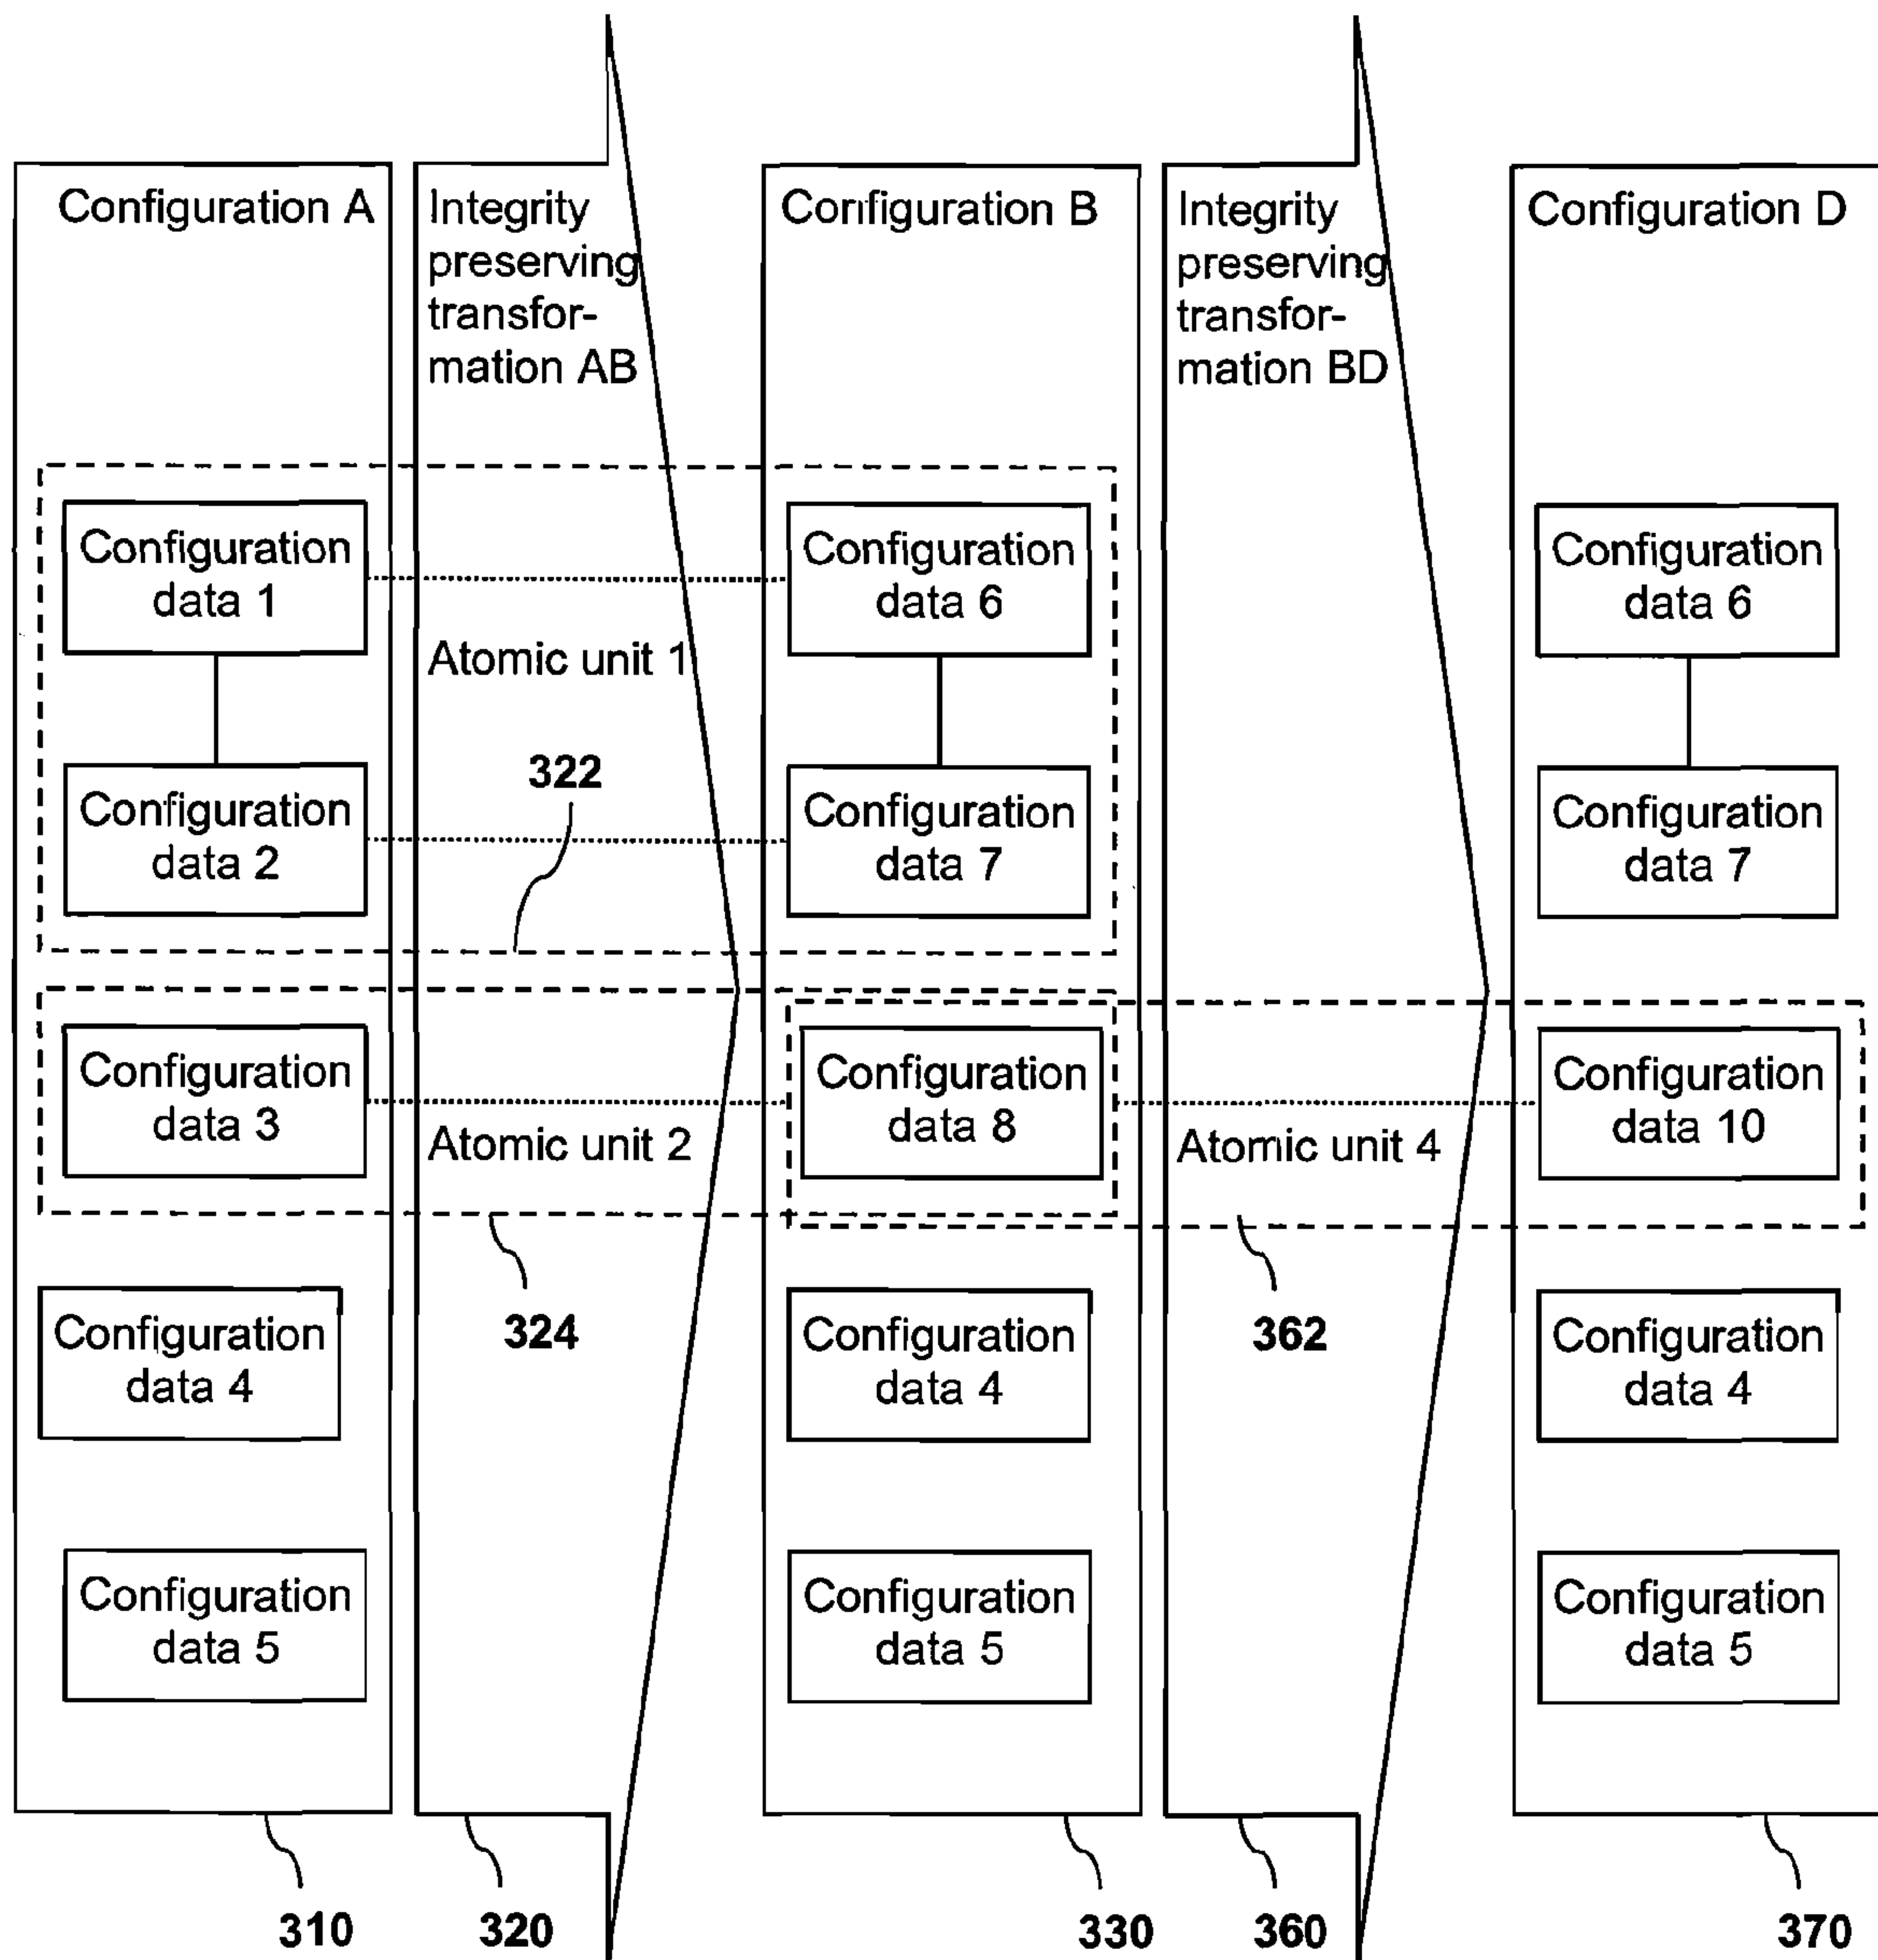 Configuration A
Integrity
preserving
transfor-
mation AB
Configuration B
Integrity
preserving
transfor-
mation BD
Configuration D
Configuration
data 1
Configuration
data 6
Configuration
data 6
Atomic unit 1
Configuration
data 2
322
Configuration
data 7
Configuration
data 7
Configuration
data 3
Atomic unit 2
Configuration
data 8
Atomic unit 4
Configuration
data 10
324
362
Configuration
data 4
Configuration
data 4
Configuration
data 4
Configuration
data 5
Configuration
data 5
Configuration
data 5
310
320
330
360
370